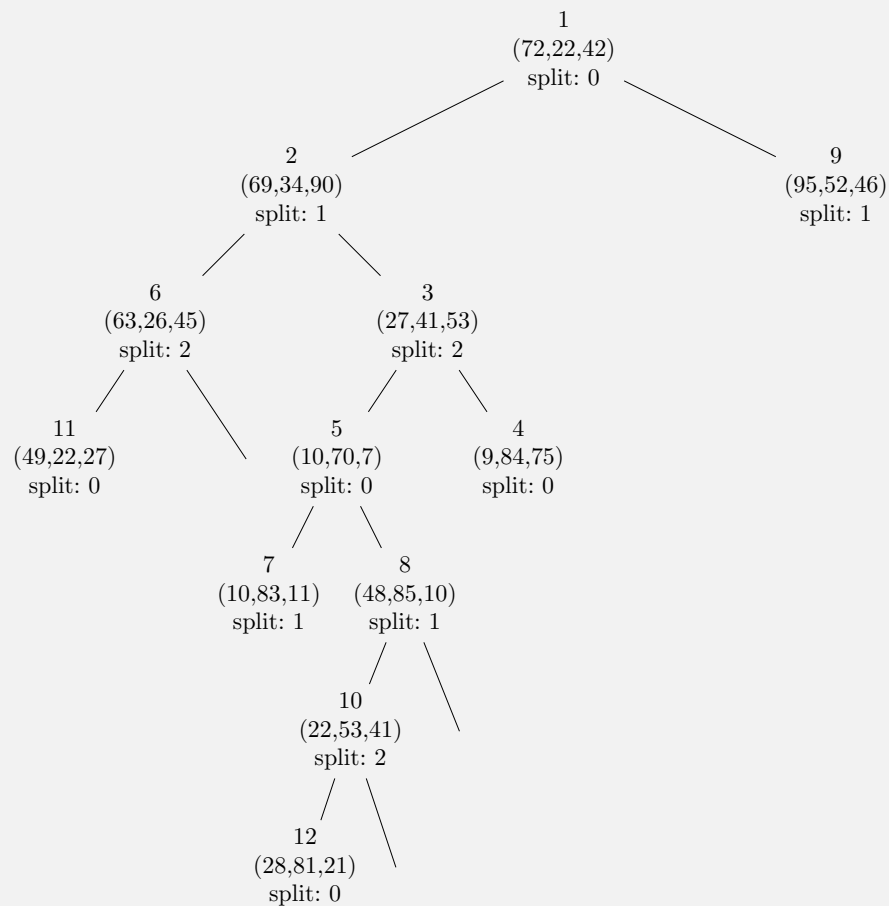 1
(72,22,42)
split: 0
2
(69,34,90)
split: 1
9
(95,52,46)
split: 1
6
(63,26,45)
split: 2
3
(27,41,53)
split: 2
11
(49,22,27)
split: 0
5
(10,70,7)
split: 0
4
(9,84,75)
split: 0
7
(10,83,11)
split: 1
8
(48,85,10)
split: 1
10
(22,53,41)
split: 2
12
(28,81,21)
split: 0